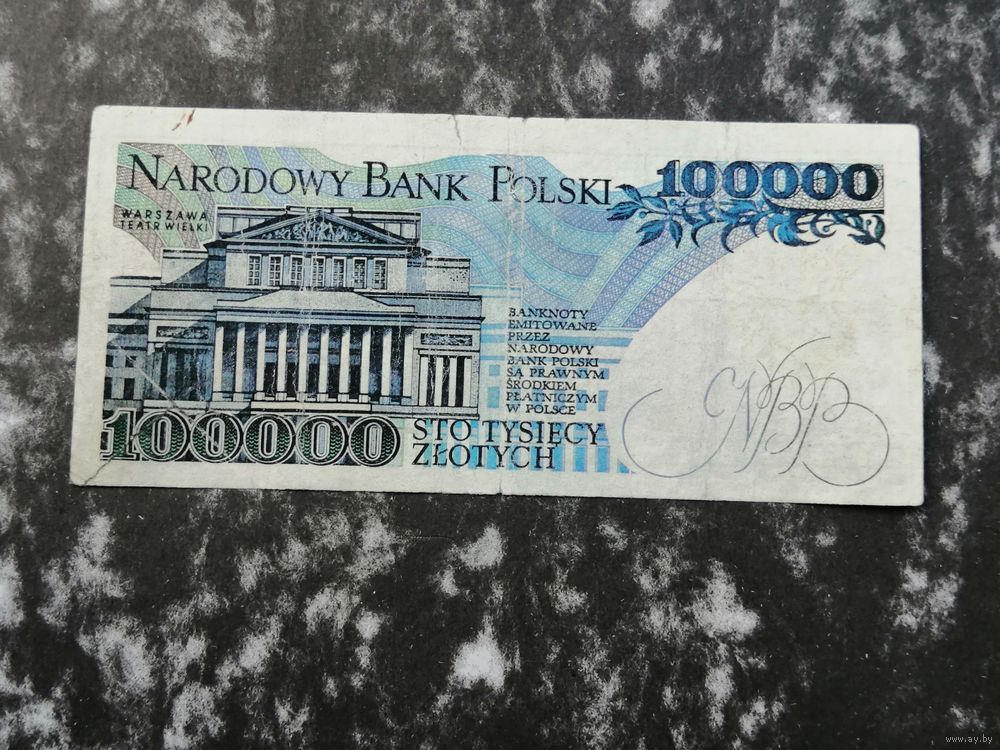 NARODOWY BANK POLSKI
100000
WARSZAWA
TEATR WIELKI
BANKNOTY
EMITOWANE
PRZEZ
NARODOWY
BANK POLSKI
SĄ PRAWNYM
ŚRODKIEM
PŁATNICZYM
W POLSCE
100000
STO TYSIĘCY
ZŁOTYCH
NBP
www.ay.by